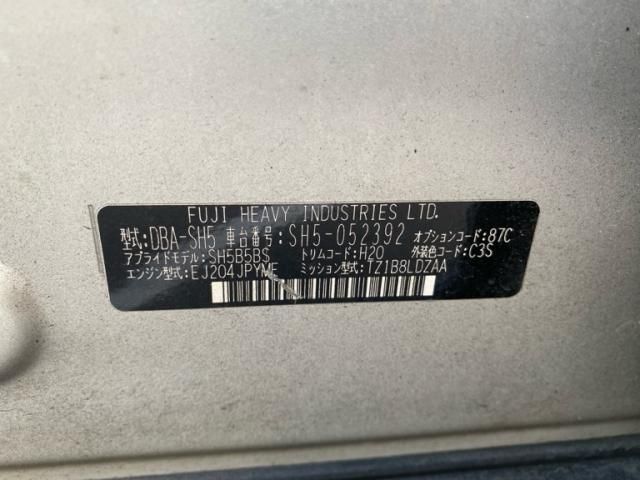 FUJI HEAVY INDUSTRIES LTD.
型式:DBA-SH5 車台番号:SH5-052392 オプションコード:87C
アプライドモデル:SH5B5BS トリムコード:H20 外装色コード:C3S
エンジン型式:EJ204JPYME ミッション型式:TZ1B8LDZAA